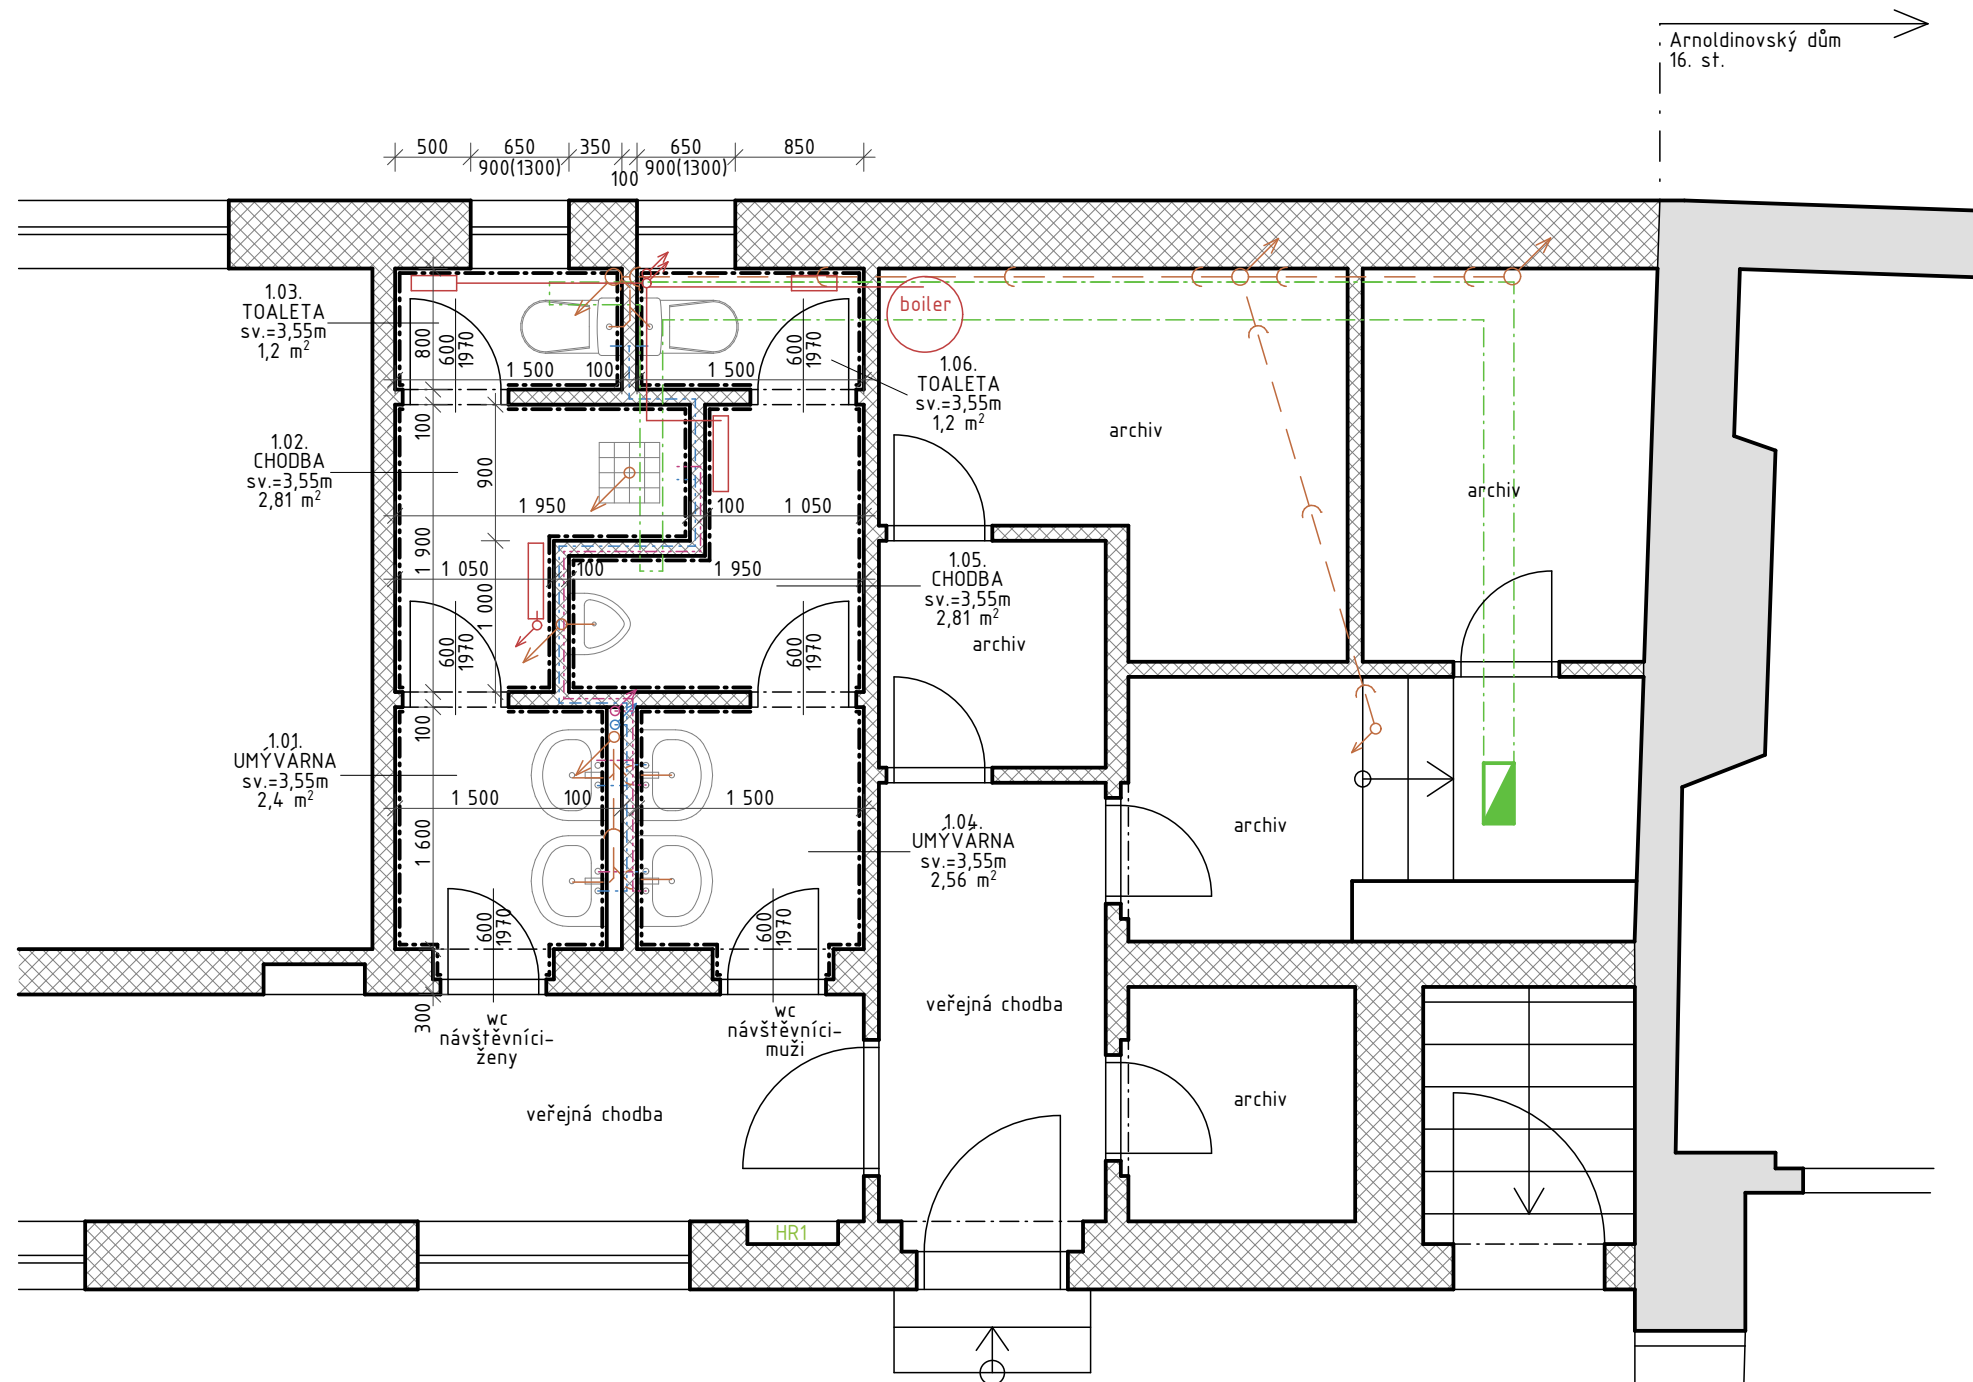 Arnoldinovský dům
16. st.
500
650
350
650
850
900(1300)
900(1300)
100
1.03.
TOALETA
sv.=3,55m
1,2 m²
800
600
1970
1 500
100
1 500
600
1970
boiler
1.06.
TOALETA
sv.=3,55m
1,2 m²
archiv
archiv
100
1.02.
CHODBA
sv.=3,55m
2,81 m²
900
1 950
100
1 050
1 900
1 050
100
1 950
1 000
1.05.
CHODBA
sv.=3,55m
2,81 m²
archiv
600
1970
600
1970
100
1.01.
UMÝVÁRNA
sv.=3,55m
2,4 m²
1 500
100
1 500
1 600
1.04.
UMÝVÁRNA
sv.=3,55m
2,56 m²
archiv
600
1970
600
1970
300
wc
návštěvníci-
ženy
wc
návštěvníci-
muži
veřejná chodba
veřejná chodba
archiv
HR1